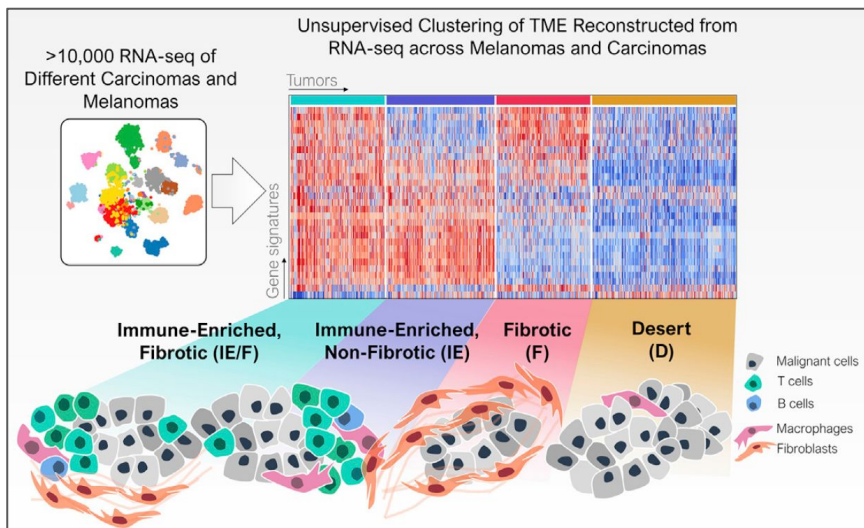 >10,000 RNA-seq of
Different Carcinomas and
Melanomas
Unsupervised Clustering of TME Reconstructed from
RNA-seq across Melanomas and Carcinomas
Tumors
Gene signatures
Immune-Enriched,
Fibrotic (IE/F)
Immune-Enriched,
Non-Fibrotic (IE)
Fibrotic
(F)
Desert
(D)
Malignant cells
T cells
B cells
Macrophages
Fibroblasts